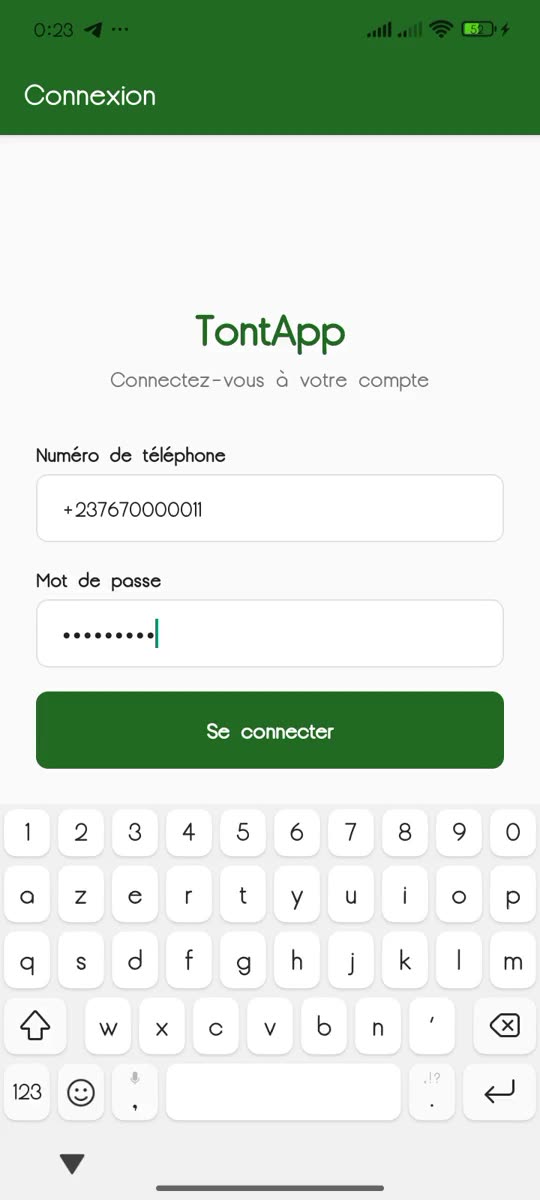 0:23
52
Connexion
TontApp
Connectez-vous à votre compte
Numéro de téléphone
+237670000011
Mot de passe
•••••••••
Se connecter
1 2 3 4 5 6 7 8 9 0
a z e r t y u i o p
q s d f g h j k l m
w x c v b n '
123 , .!? .